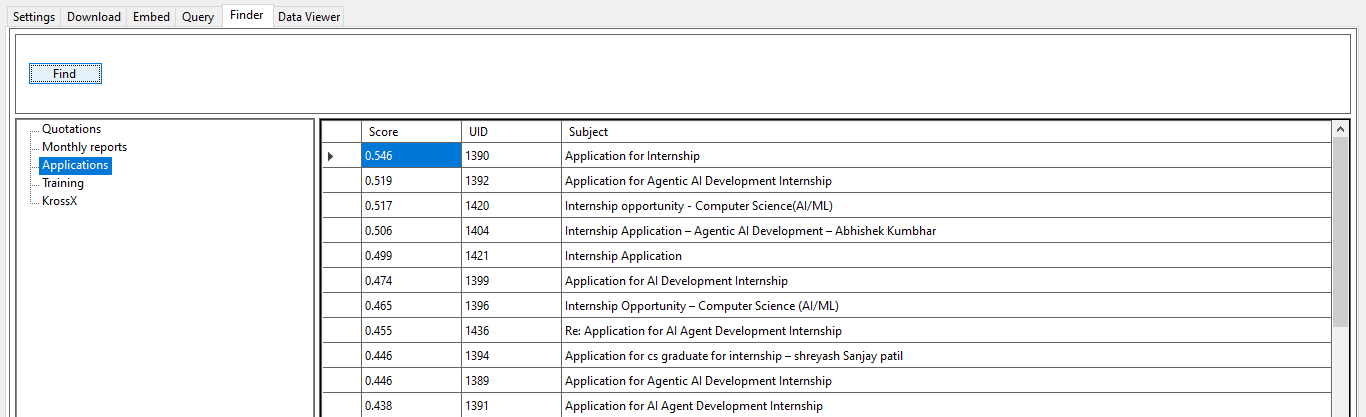 Settings Download Embed Query Finder Data Viewer
Find
Quotations
Monthly reports
Applications
Training
KrossX
Score UID Subject
0.546 1390 Application for Internship
0.519 1392 Application for Agentic AI Development Internship
0.517 1420 Internship opportunity - Computer Science(AI/ML)
0.506 1404 Internship Application – Agentic AI Development – Abhishek Kumbhar
0.499 1421 Internship Application
0.474 1399 Application for AI Development Internship
0.465 1396 Internship Opportunity – Computer Science (AI/ML)
0.455 1436 Re: Application for AI Agent Development Internship
0.446 1394 Application for cs graduate for internship – shreyash Sanjay patil
0.446 1389 Application for Agentic AI Development Internship
0.438 1391 Application for AI Agent Development Internship